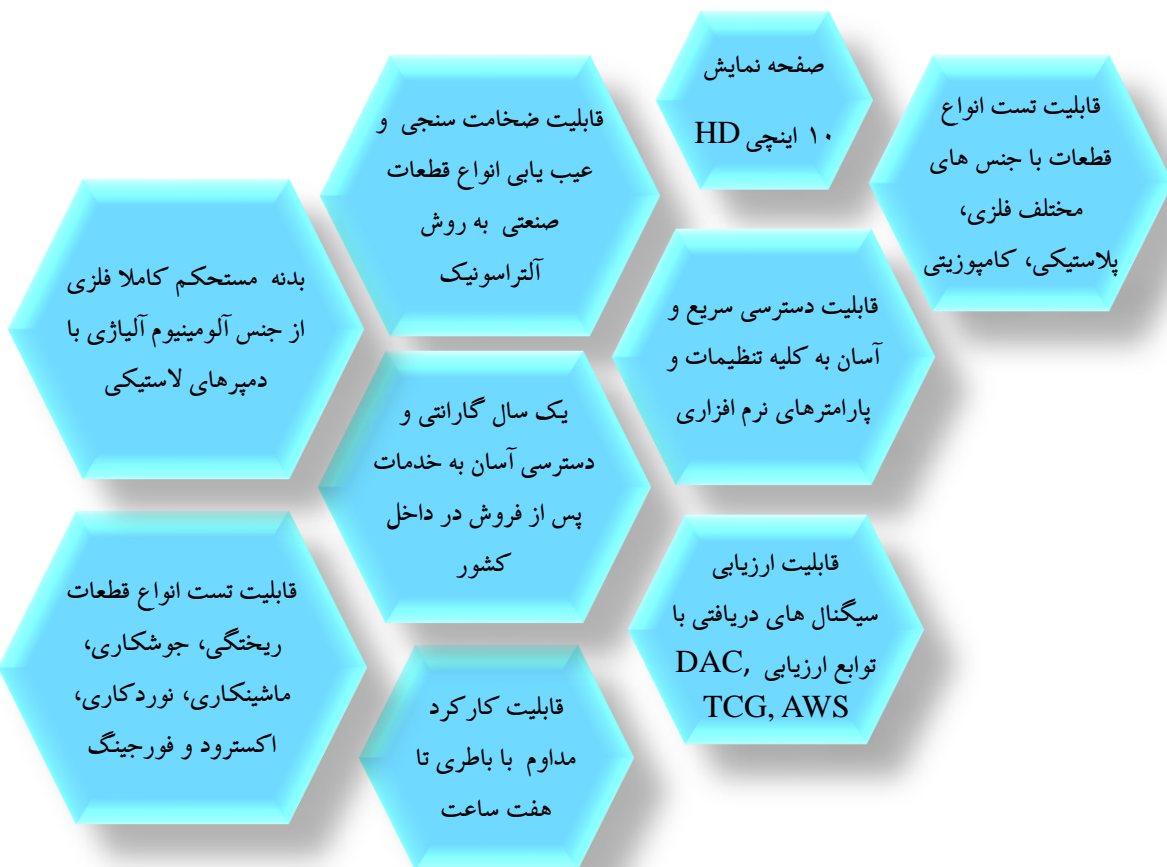 صفحه نمایش
۱۰ اینچی HD
قابلیت تست انواع
قطعات با جنس های
مختلف فلزی،
پلاستیکی، کامپوزیتی
قابلیت ضخامت سنجی و
عیب یابی انواع قطعات
صنعتی به روش
آلتراسونیک
قابلیت دسترسی سریع و
آسان به کلیه تنظیمات و
پارامترهای نرم افزاری
بدنه مستحکم کاملا فلزی
از جنس آلومینیوم آلیاژی با
دمپرهای لاستیکی
یک سال گارانتی و
دسترسی آسان به خدمات
پس از فروش در داخل
کشور
قابلیت ارزیابی
سیگنال های دریافتی با
توابع ارزیابی DAC,
TCG, AWS
قابلیت تست انواع قطعات
ریختگی، جوشکاری،
ماشینکاری، نوردکاری،
اکسترود و فورجینگ
قابلیت کارکرد
مداوم با باطری تا
هفت ساعت